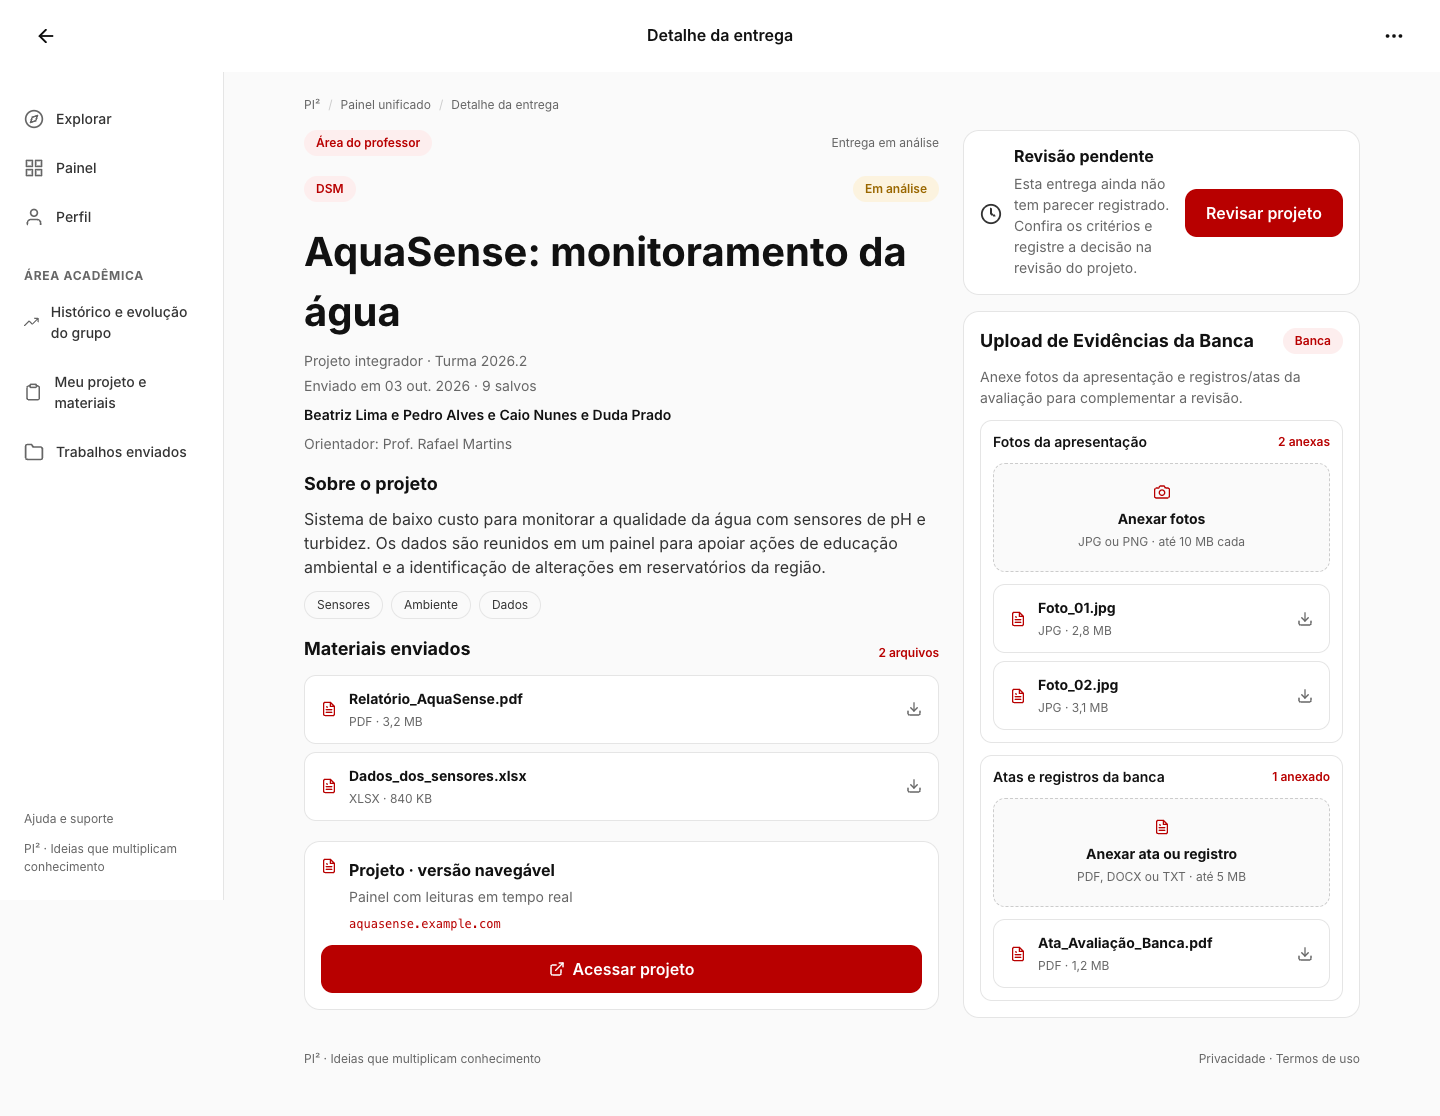 Detalhe da entrega
Explorar
Painel
Perfil
ÁREA ACADÊMICA
Histórico e evolução
do grupo
Meu projeto e
materiais
Trabalhos enviados
Ajuda e suporte
PI² · Ideias que multiplicam
conhecimento
PI² / Painel unificado / Detalhe da entrega
Área do professor
Entrega em análise
DSM
Em análise
AquaSense: monitoramento da
água
Projeto integrador · Turma 2026.2
Enviado em 03 out. 2026 · 9 salvos
Beatriz Lima e Pedro Alves e Caio Nunes e Duda Prado
Orientador: Prof. Rafael Martins
Sobre o projeto
Sistema de baixo custo para monitorar a qualidade da água com sensores de pH e
turbidez. Os dados são reunidos em um painel para apoiar ações de educação
ambiental e a identificação de alterações em reservatórios da região.
Sensores
Ambiente
Dados
Materiais enviados
2 arquivos
Relatório_AquaSense.pdf
PDF · 3,2 MB
Dados_dos_sensores.xlsx
XLSX · 840 KB
Projeto · versão navegável
Painel com leituras em tempo real
aquasense.example.com
Acessar projeto
Revisão pendente
Esta entrega ainda não
tem parecer registrado.
Confira os critérios e
registre a decisão na
revisão do projeto.
Revisar projeto
Upload de Evidências da Banca
Banca
Anexe fotos da apresentação e registros/atas da
avaliação para complementar a revisão.
Fotos da apresentação
2 anexas
Anexar fotos
JPG ou PNG · até 10 MB cada
Foto_01.jpg
JPG · 2,8 MB
Foto_02.jpg
JPG · 3,1 MB
Atas e registros da banca
1 anexado
Anexar ata ou registro
PDF, DOCX ou TXT · até 5 MB
Ata_Avaliação_Banca.pdf
PDF · 1,2 MB
PI² · Ideias que multiplicam conhecimento
Privacidade · Termos de uso